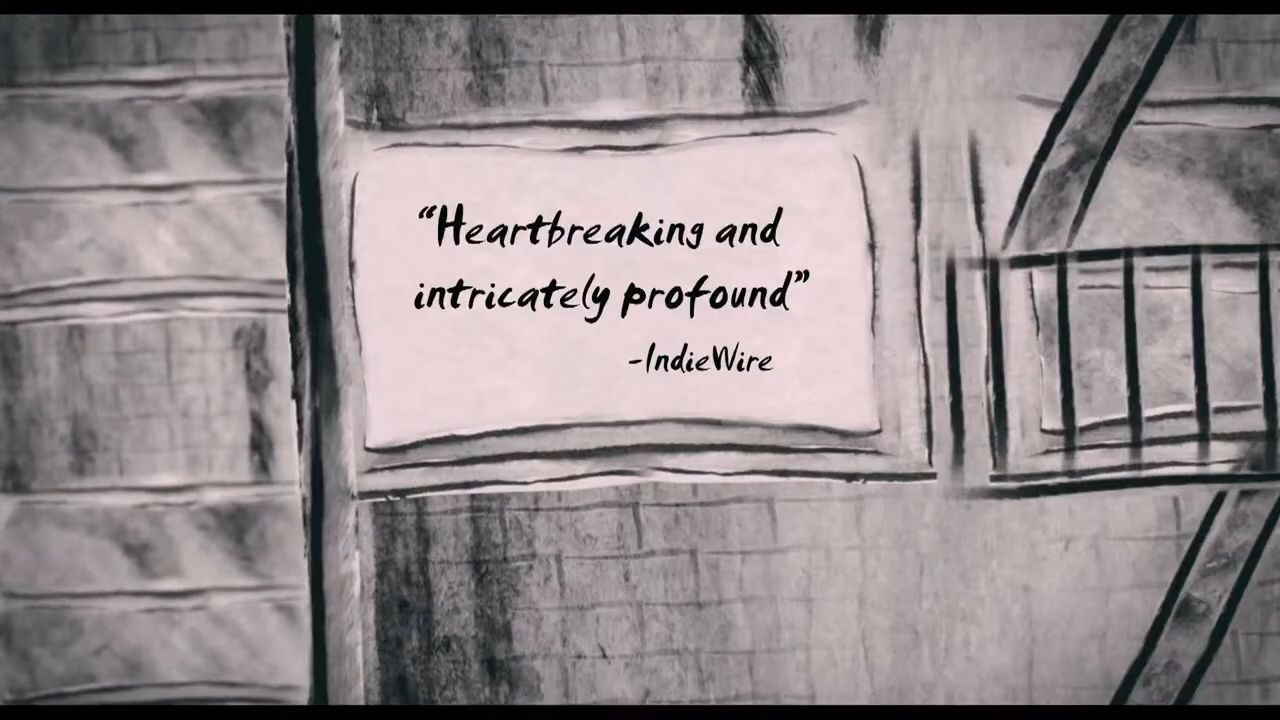 “Heartbreaking and
intricately profound”
-IndieWire